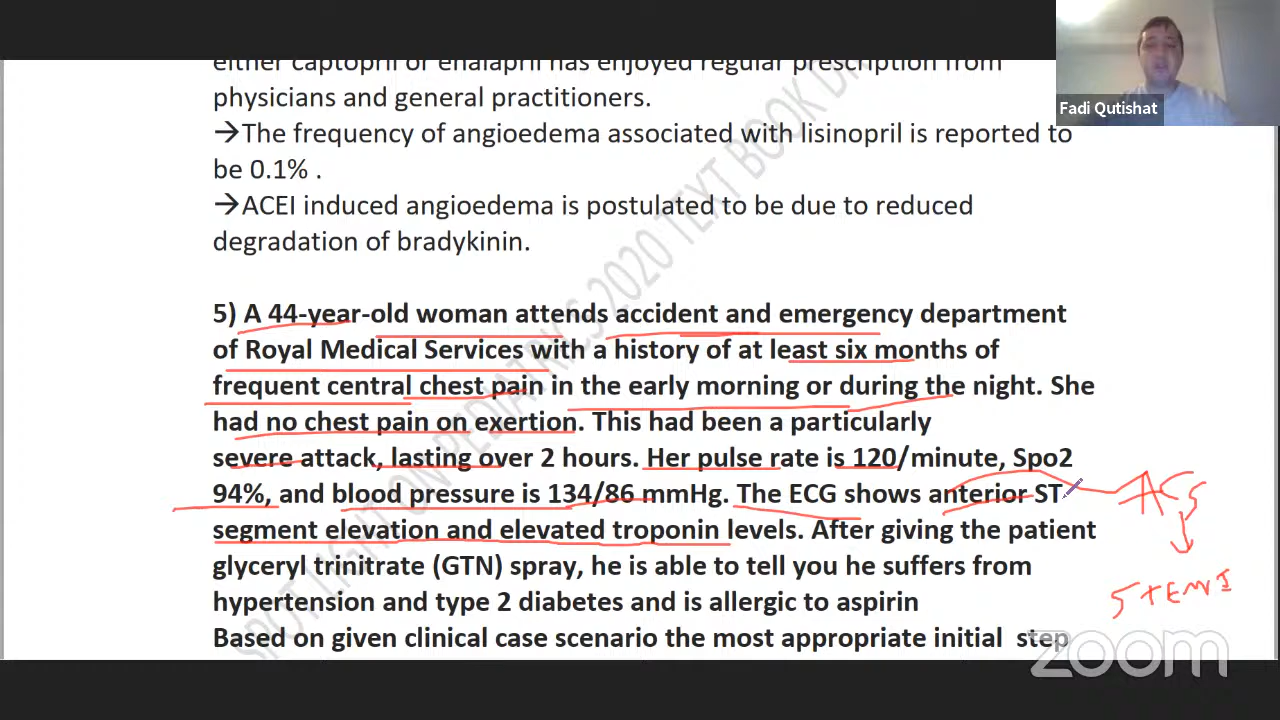 either captopril or enalapril has enjoyed regular prescription from
physicians and general practitioners.
→The frequency of angioedema associated with lisinopril is reported to
be 0.1% .
→ACEI induced angioedema is postulated to be due to reduced
degradation of bradykinin.
5) A 44-year-old woman attends accident and emergency department
of Royal Medical Services with a history of at least six months of
frequent central chest pain in the early morning or during the night. She
had no chest pain on exertion. This had been a particularly
severe attack, lasting over 2 hours. Her pulse rate is 120/minute, Spo2
94%, and blood pressure is 134/86 mmHg. The ECG shows anterior ST
segment elevation and elevated troponin levels. After giving the patient
glyceryl trinitrate (GTN) spray, he is able to tell you he suffers from
hypertension and type 2 diabetes and is allergic to aspirin
Based on given clinical case scenario the most appropriate initial step
ACS
STEMI
Fadi Qutishat
zoom
SPOT LIGHT ON PEDIATRICS 2020 TEXT BOOK DR